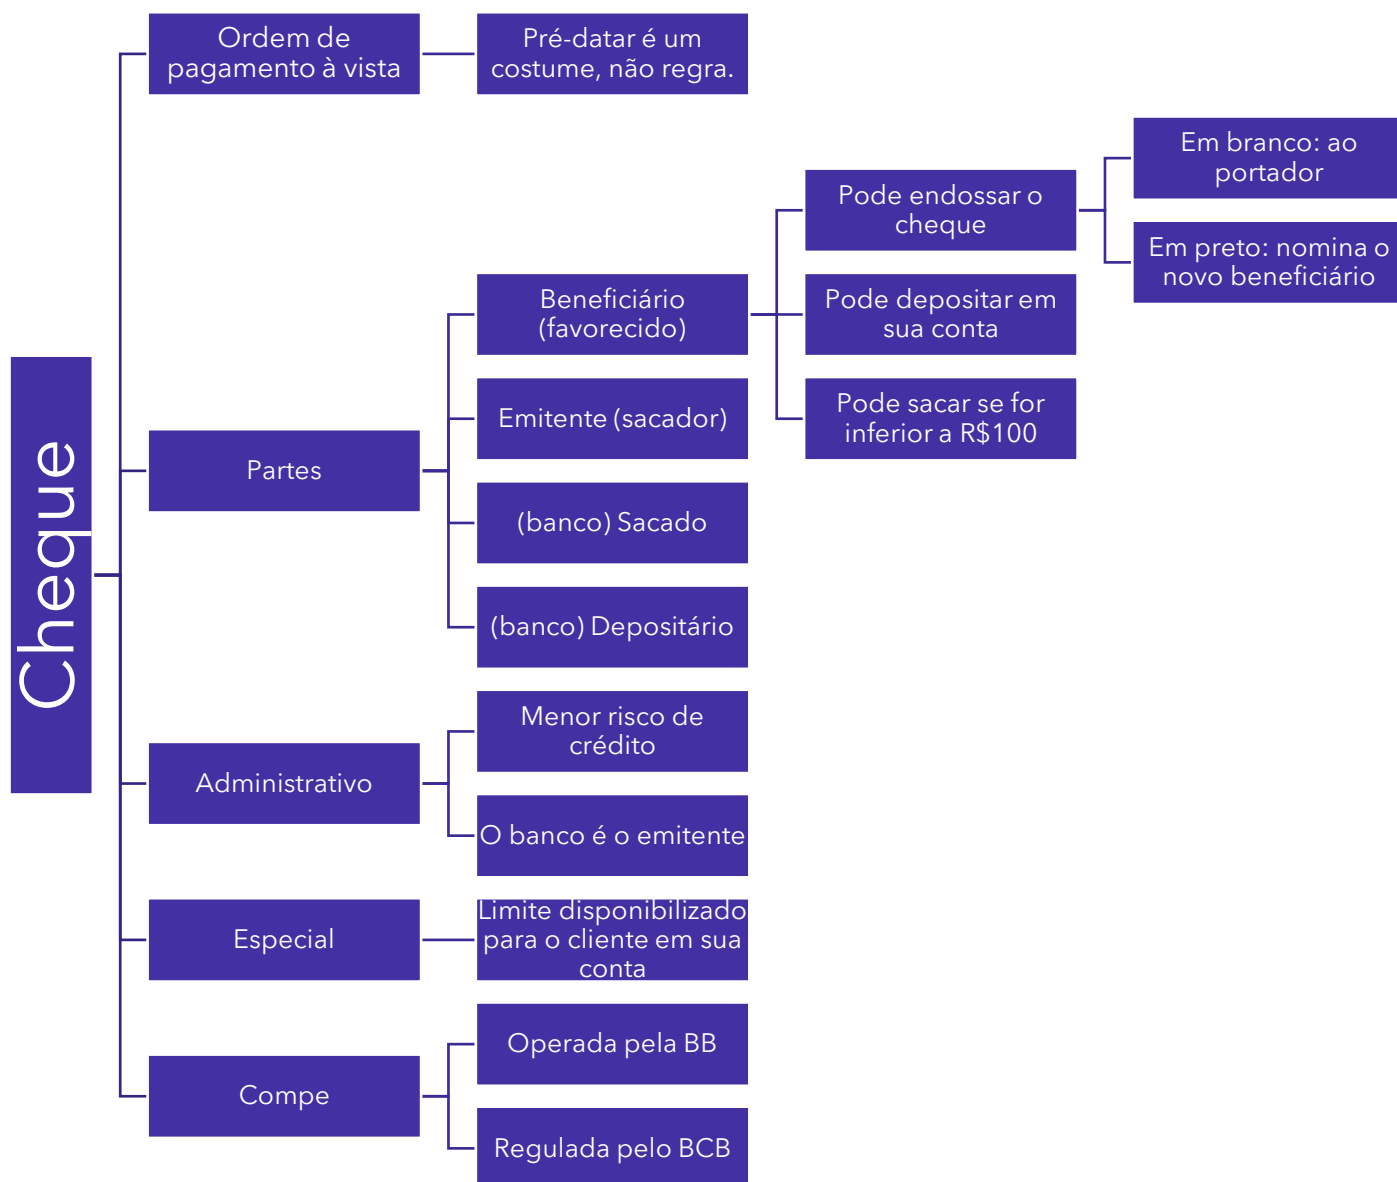 Cheque
Ordem de
pagamento à vista
Pré-datar é um
costume, não regra.
Partes
Beneficiário
(favorecido)
Pode endossar o
cheque
Em branco: ao
portador
Em preto: nomina o
novo beneficiário
Pode depositar em
sua conta
Pode sacar se for
inferior a R$100
Emitente (sacador)
(banco) Sacado
(banco) Depositário
Administrativo
Menor risco de
crédito
O banco é o emitente
Especial
Limite disponibilizado
para o cliente em sua
conta
Compe
Operada pela BB
Regulada pelo BCB